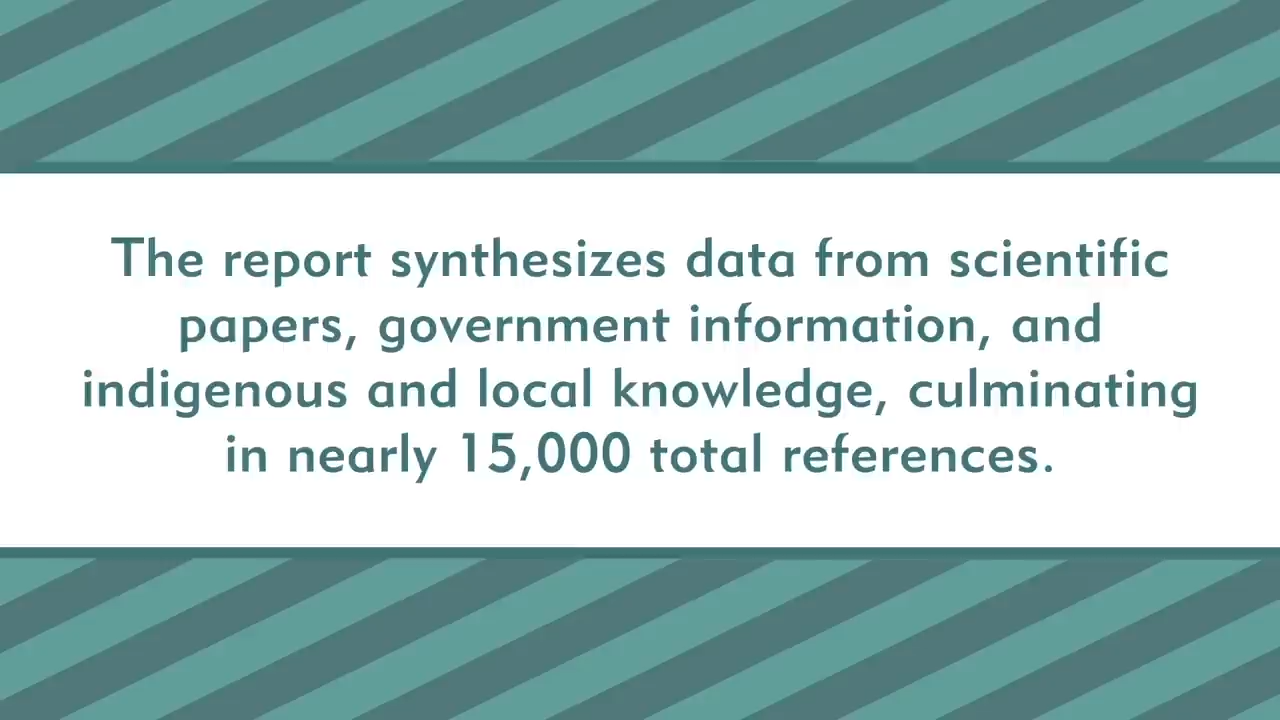 The report synthesizes data from scientific
papers, government information, and
indigenous and local knowledge, culminating
in nearly 15,000 total references.